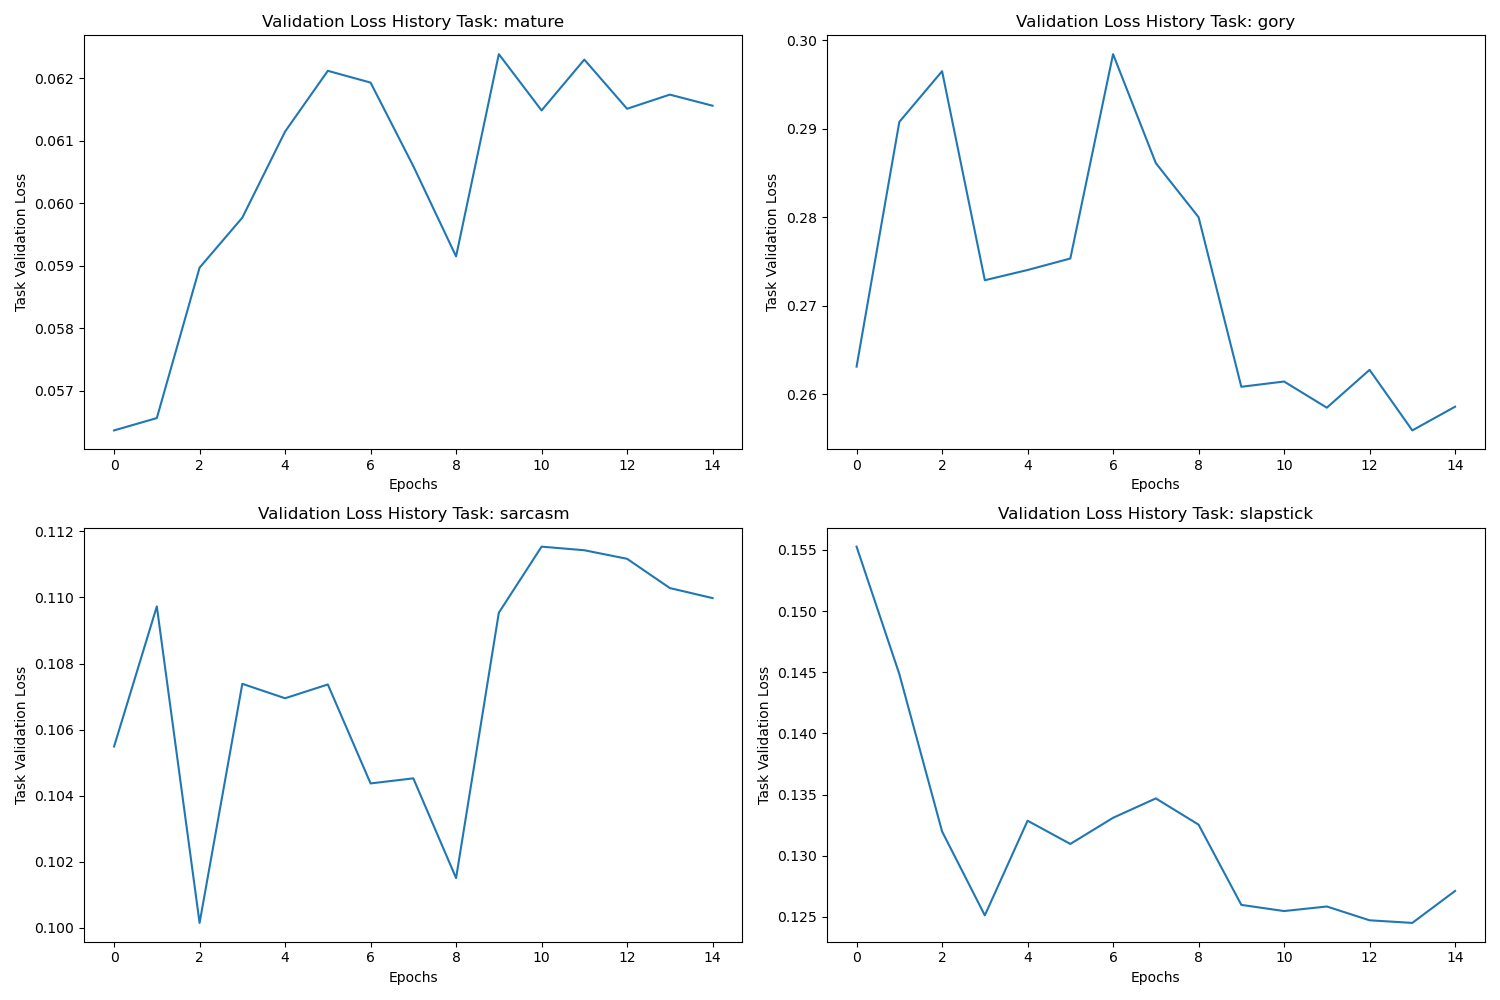 Validation Loss History Task: mature
Task Validation Loss
0.062
0.061
0.060
0.059
0.058
0.057
0 2 4 6 8 10 12 14
Epochs
Validation Loss History Task: gory
Task Validation Loss
0.30
0.29
0.28
0.27
0.26
0 2 4 6 8 10 12 14
Epochs
Validation Loss History Task: sarcasm
Task Validation Loss
0.112
0.110
0.108
0.106
0.104
0.102
0.100
0 2 4 6 8 10 12 14
Epochs
Validation Loss History Task: slapstick
Task Validation Loss
0.155
0.150
0.145
0.140
0.135
0.130
0.125
0 2 4 6 8 10 12 14
Epochs